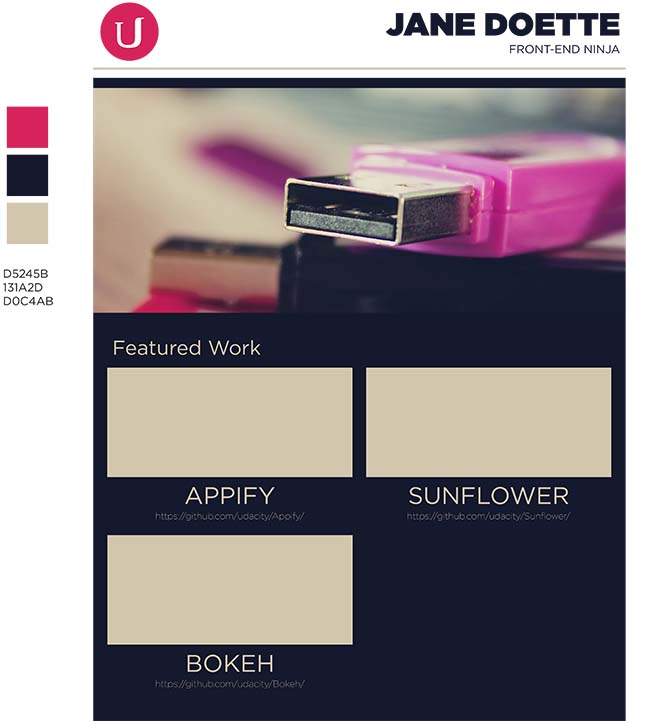 U
JANE DOETTE
FRONT-END NINJA
D5245B
131A2D
D0C4AB
Featured Work
APPIFY
https://github.com/udacity/Appify/
SUNFLOWER
https://github.com/udacity/Sunflower/
BOKEH
https://github.com/udacity/Bokeh/